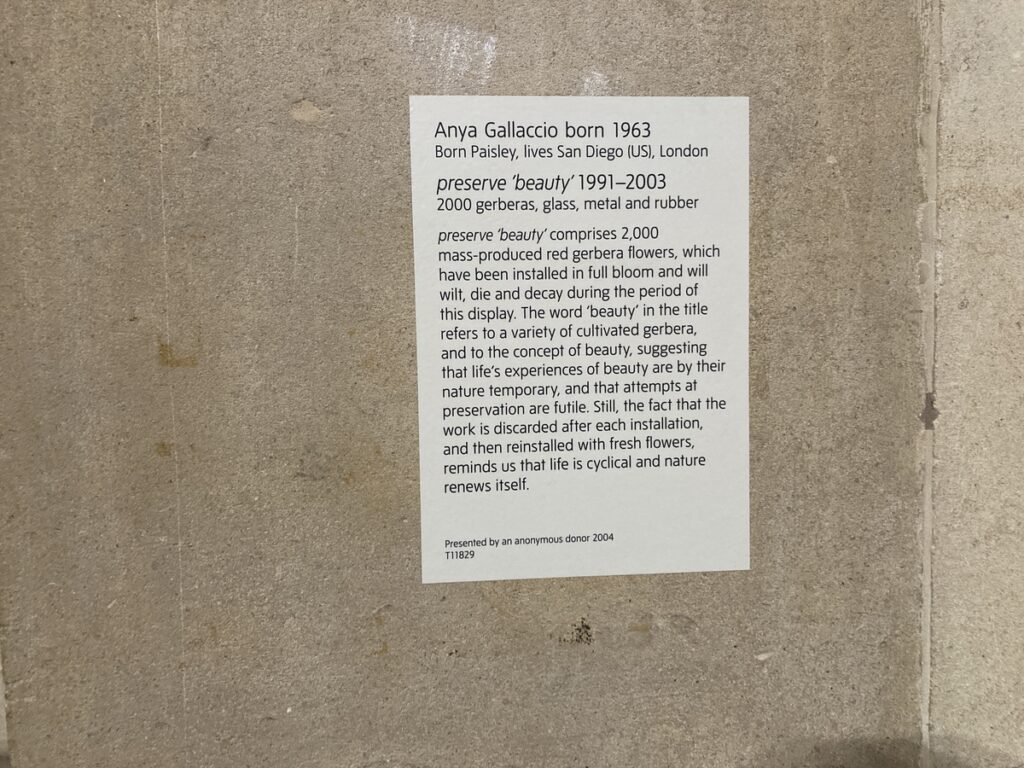 Anya Gallaccio born 1963
Born Paisley, lives San Diego (US), London
preserve ‘beauty’ 1991–2003
2000 gerberas, glass, metal and rubber
preserve ‘beauty’ comprises 2,000
mass-produced red gerbera flowers, which
have been installed in full bloom and will
wilt, die and decay during the period of
this display. The word ‘beauty’ in the title
refers to a variety of cultivated gerbera,
and to the concept of beauty, suggesting
that life’s experiences of beauty are by their
nature temporary, and that attempts at
preservation are futile. Still, the fact that the
work is discarded after each installation,
and then reinstalled with fresh flowers,
reminds us that life is cyclical and nature
renews itself.
Presented by an anonymous donor 2004
T11829